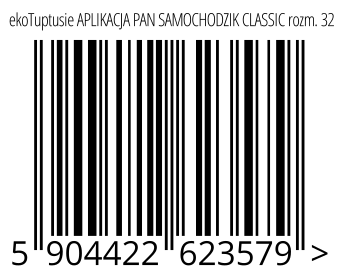 ekoTuptusie APLIKACJA PAN SAMOCHODZIK CLASSIC rozm. 32
5 904422 623579 >